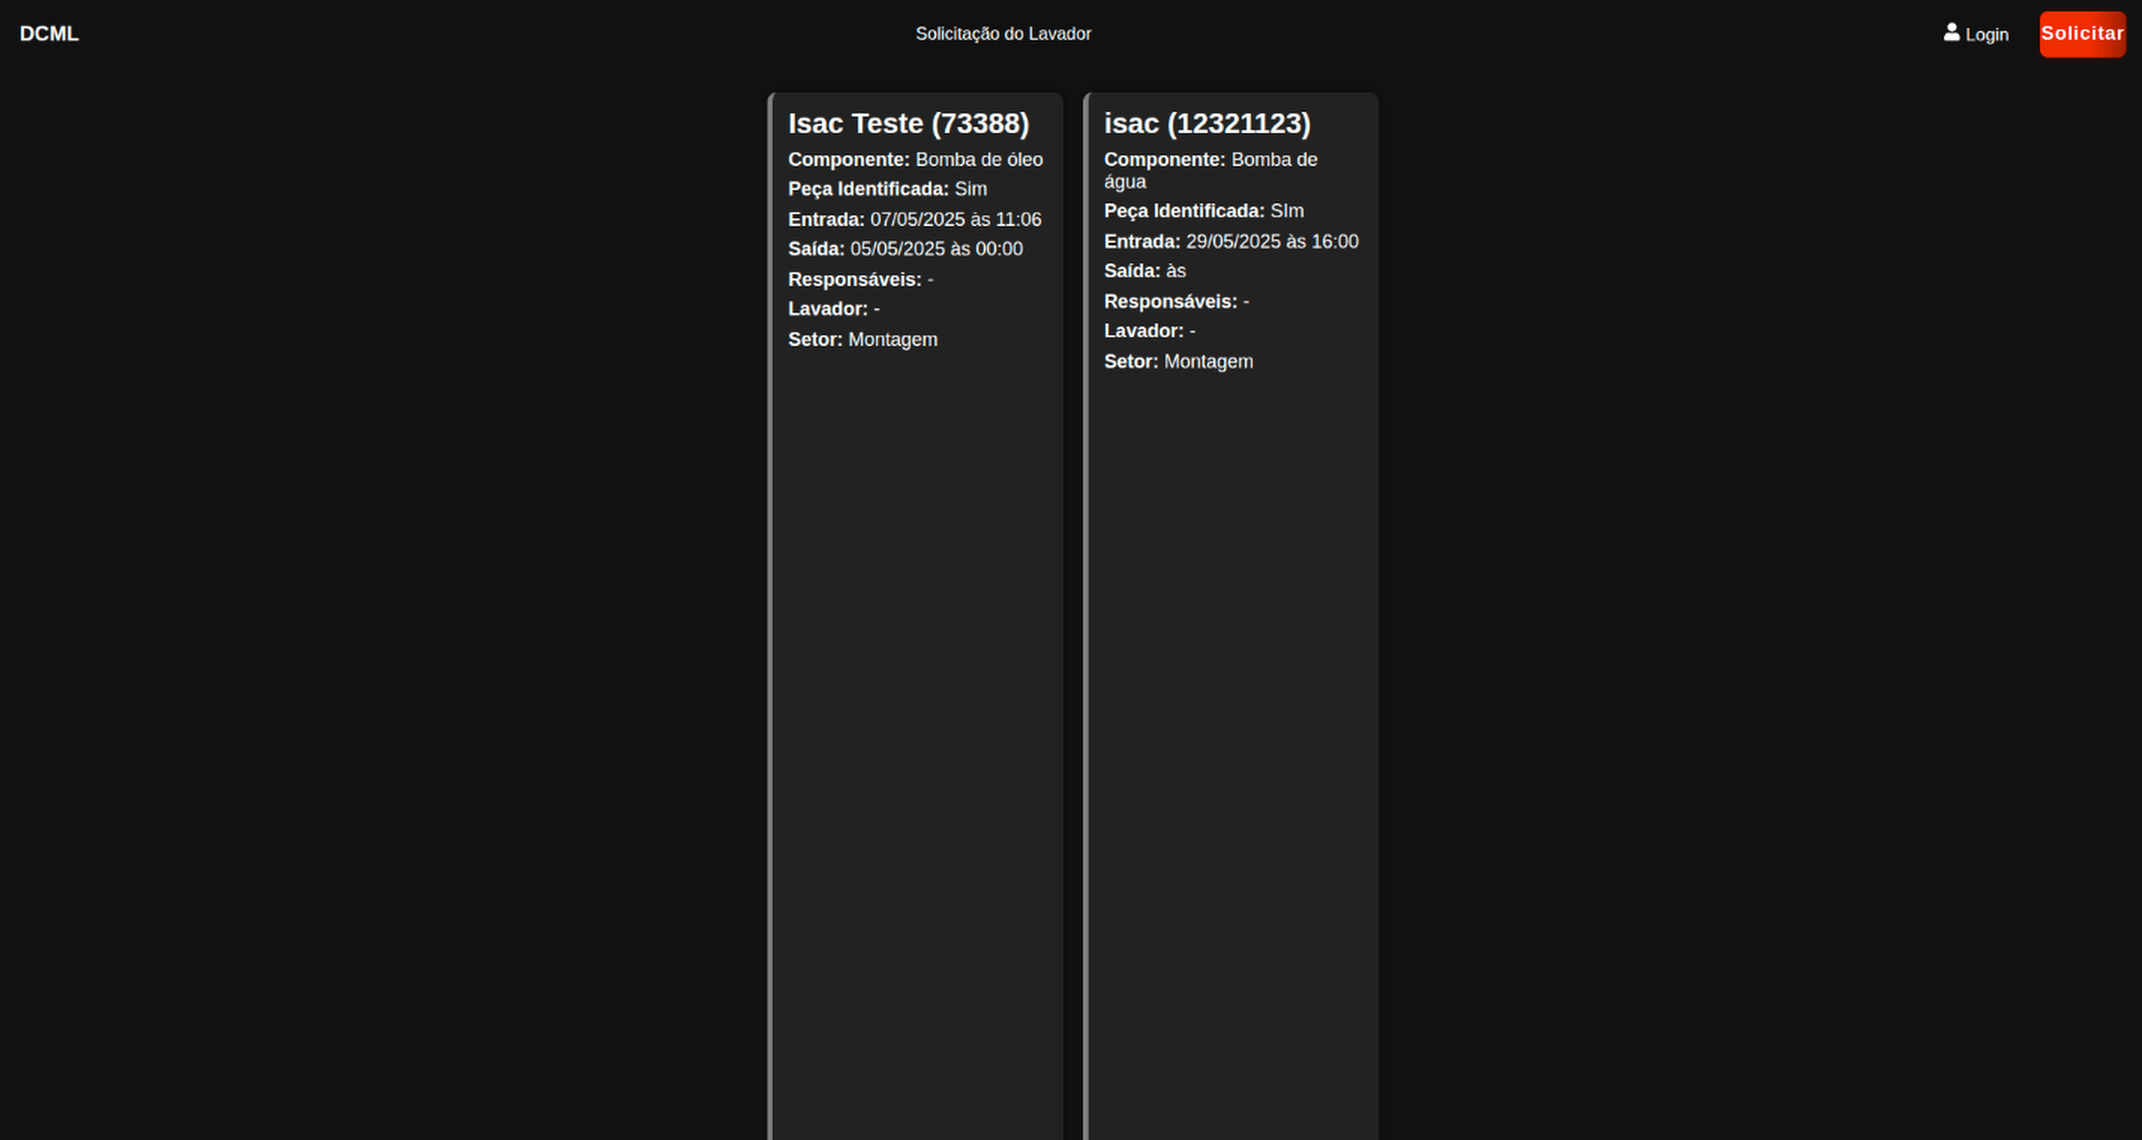 DCML
Solicitação do Lavador
Login
Solicitar
Isac Teste (73388)
Componente: Bomba de óleo
Peça Identificada: Sim
Entrada: 07/05/2025 às 11:06
Saída: 05/05/2025 às 00:00
Responsáveis: -
Lavador: -
Setor: Montagem
isac (12321123)
Componente: Bomba de
água
Peça Identificada: SIm
Entrada: 29/05/2025 às 16:00
Saída: às
Responsáveis: -
Lavador: -
Setor: Montagem